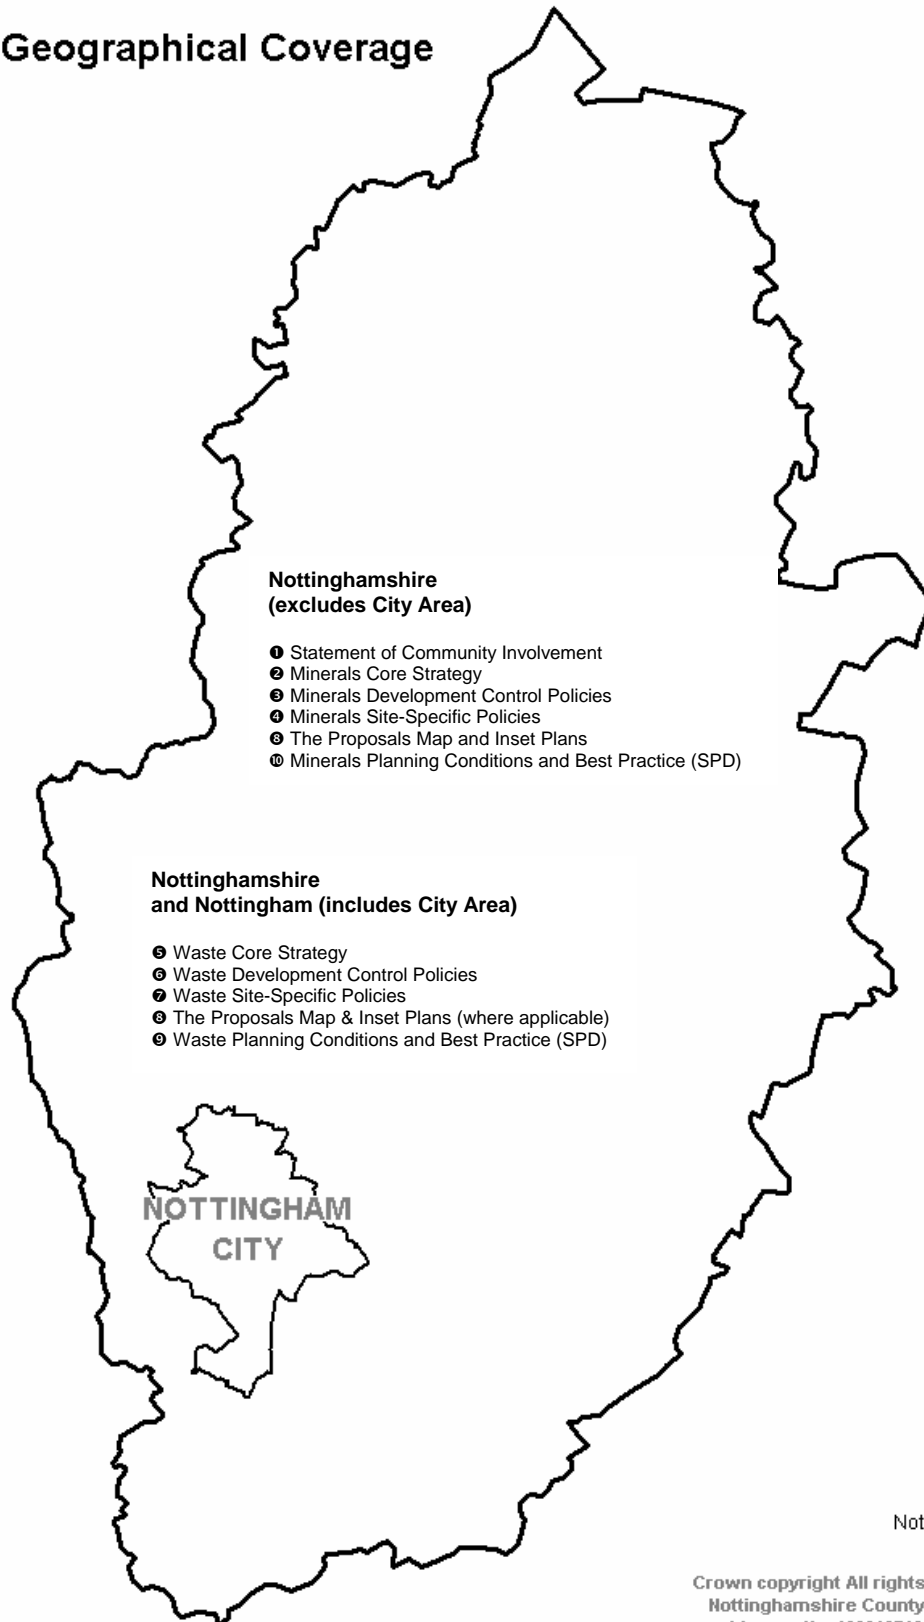 Geographical Coverage
Nottinghamshire
(excludes City Area)
❶ Statement of Community Involvement
❷ Minerals Core Strategy
❸ Minerals Development Control Policies
❹ Minerals Site-Specific Policies
❽ The Proposals Map and Inset Plans
❿ Minerals Planning Conditions and Best Practice (SPD)
Nottinghamshire
and Nottingham (includes City Area)
❺ Waste Core Strategy
❻ Waste Development Control Policies
❼ Waste Site-Specific Policies
❽ The Proposals Map & Inset Plans (where applicable)
❾ Waste Planning Conditions and Best Practice (SPD)
NOTTINGHAM
CITY
Not
Crown copyright All rights
Nottinghamshire County